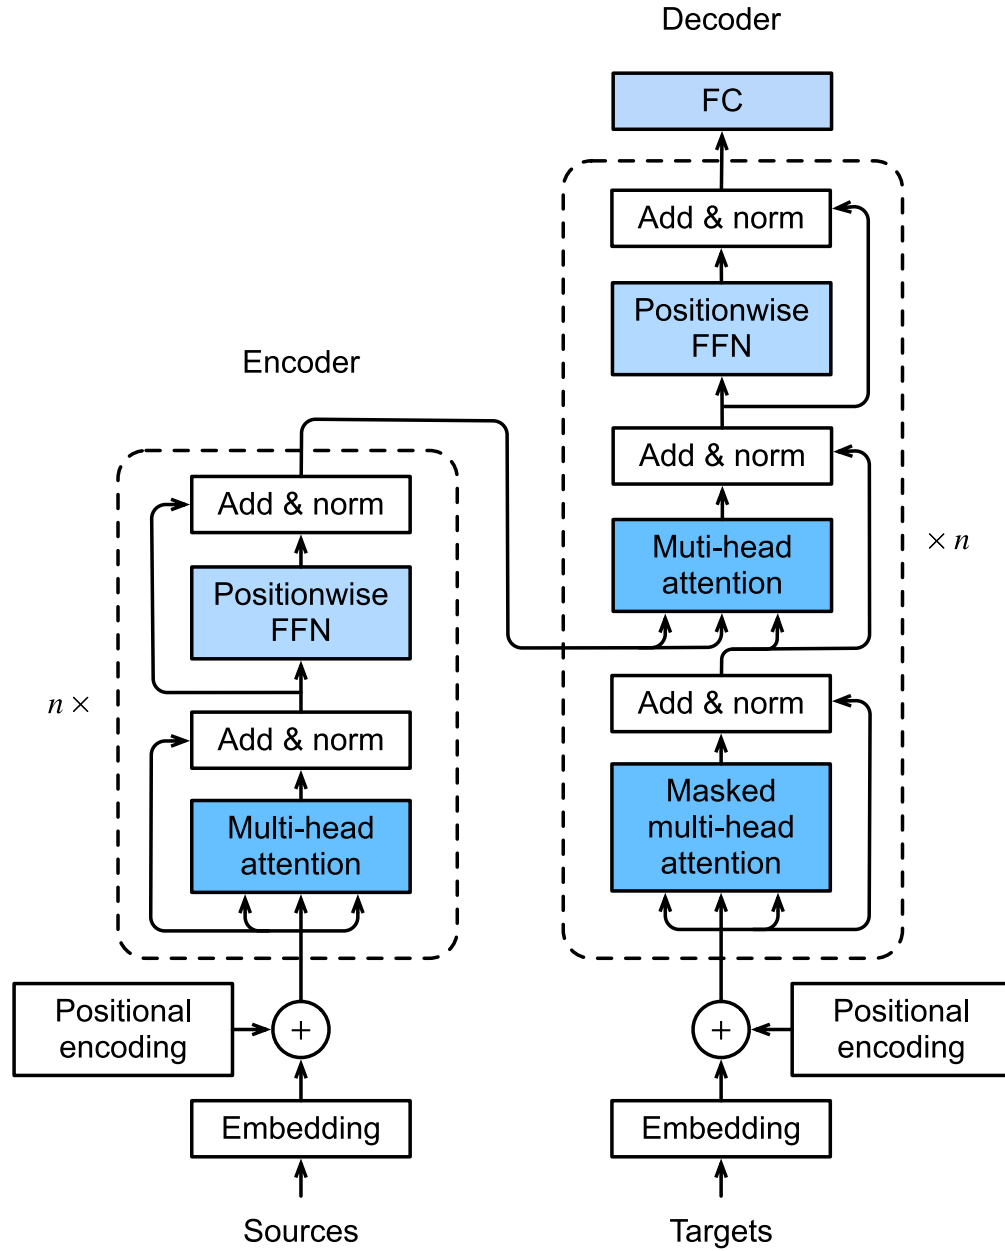 Decoder
FC
Add & norm
Positionwise
FFN
Add & norm
Muti-head
attention
× n
Add & norm
Masked
multi-head
attention
Positional
encoding
+
Embedding
Targets
Encoder
Add & norm
Positionwise
FFN
n ×
Add & norm
Multi-head
attention
Positional
encoding
+
Embedding
Sources